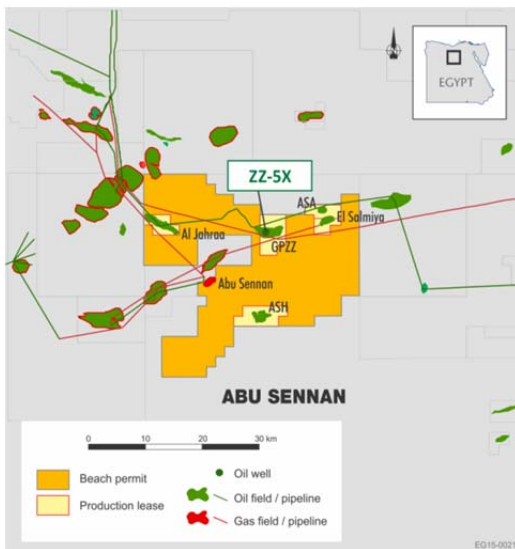 N
EGYPT
ZZ-5X
ASA
El Salmiya
Al Jahraa
GPZZ
Abu Sennan
ASH
ABU SENNAN
0 10 20 30 km
Beach permit
Production lease
Oil well
Oil field / pipeline
Gas field / pipeline
EG15-0021